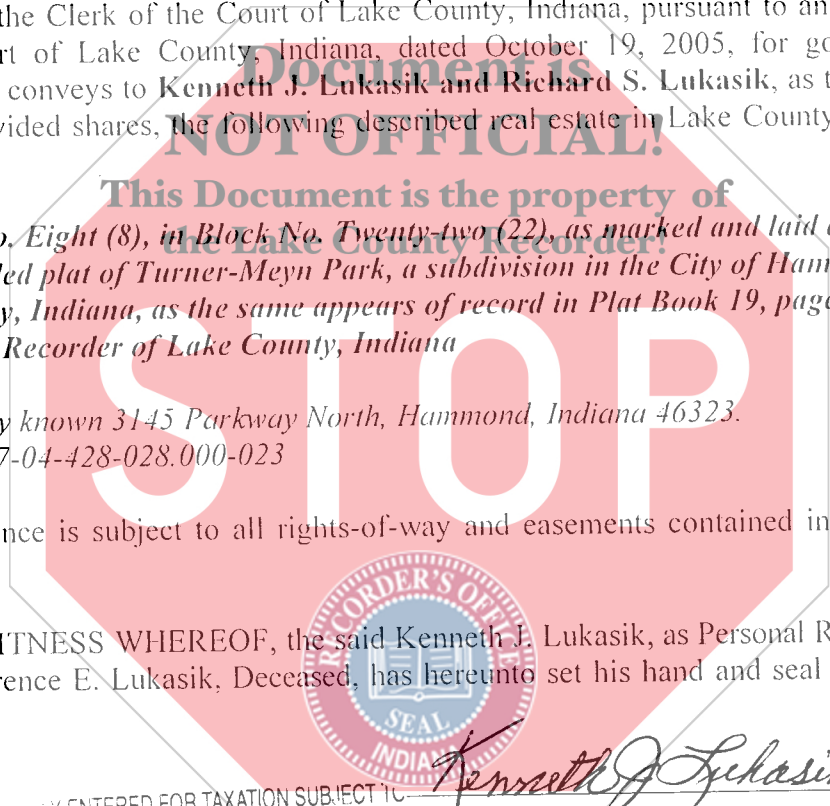 the Clerk of the Court of Lake County, Indiana, pursuant to an
rt of Lake County, Indiana, dated October 19, 2005, for go
conveys to Kenneth J. Lukasik and Richard S. Lukasik, as t
vided shares, the following described real estate in Lake County
Document is
NOT OFFICIAL!
This Document is the property of
the Lake County Recorder!
o. Eight (8), in Block No. Twenty-two (22), as marked and laid
led plat of Turner-Meyn Park, a subdivision in the City of Ham
y, Indiana, as the same appears of record in Plat Book 19, pag
Recorder of Lake County, Indiana
STOP
y known 3145 Parkway North, Hammond, Indiana 46323.
7-04-428-028.000-023
nce is subject to all rights-of-way and easements contained in
RECORDER'S OFFICE
SEAL
INDIANA
ITNESS WHEREOF, the said Kenneth J. Lukasik, as Personal R
rence E. Lukasik, Deceased, has hereunto set his hand and seal
Kenneth J Lukasi
Y ENTERED FOR TAXATION SUBJECT TO